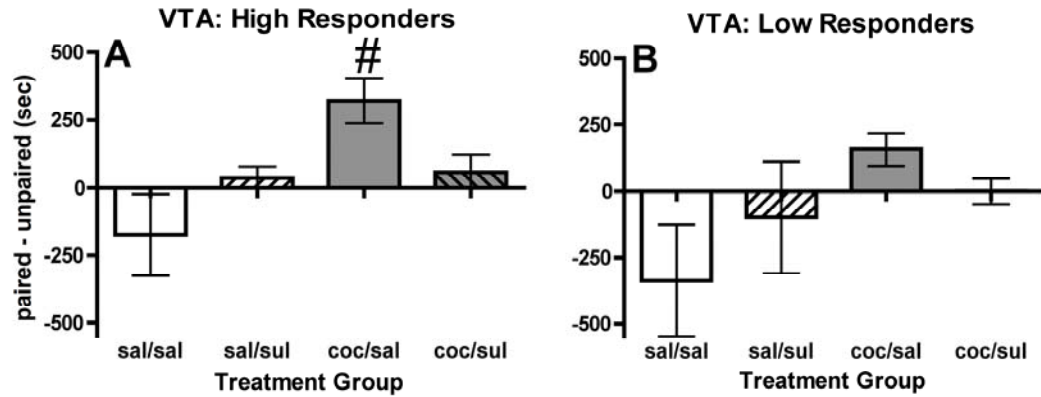 VTA: High Responders
A
#
500
250
0
-250
-500
paired - unpaired (sec)
sal/sal sal/sul coc/sal coc/sul
Treatment Group
VTA: Low Responders
B
500
250
0
-250
-500
sal/sal sal/sul coc/sal coc/sul
Treatment Group